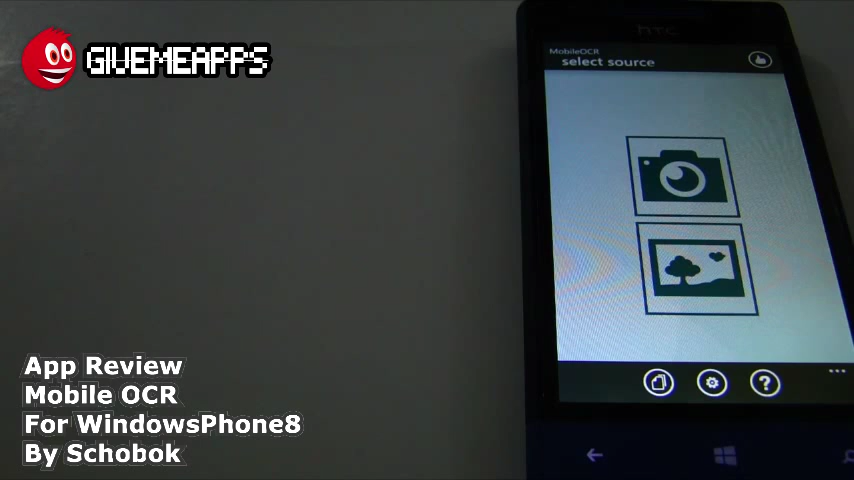 GIVEMEAPPS
hTC
MobileOCR
select source
App Review
Mobile OCR
For WindowsPhone8
By Schobok